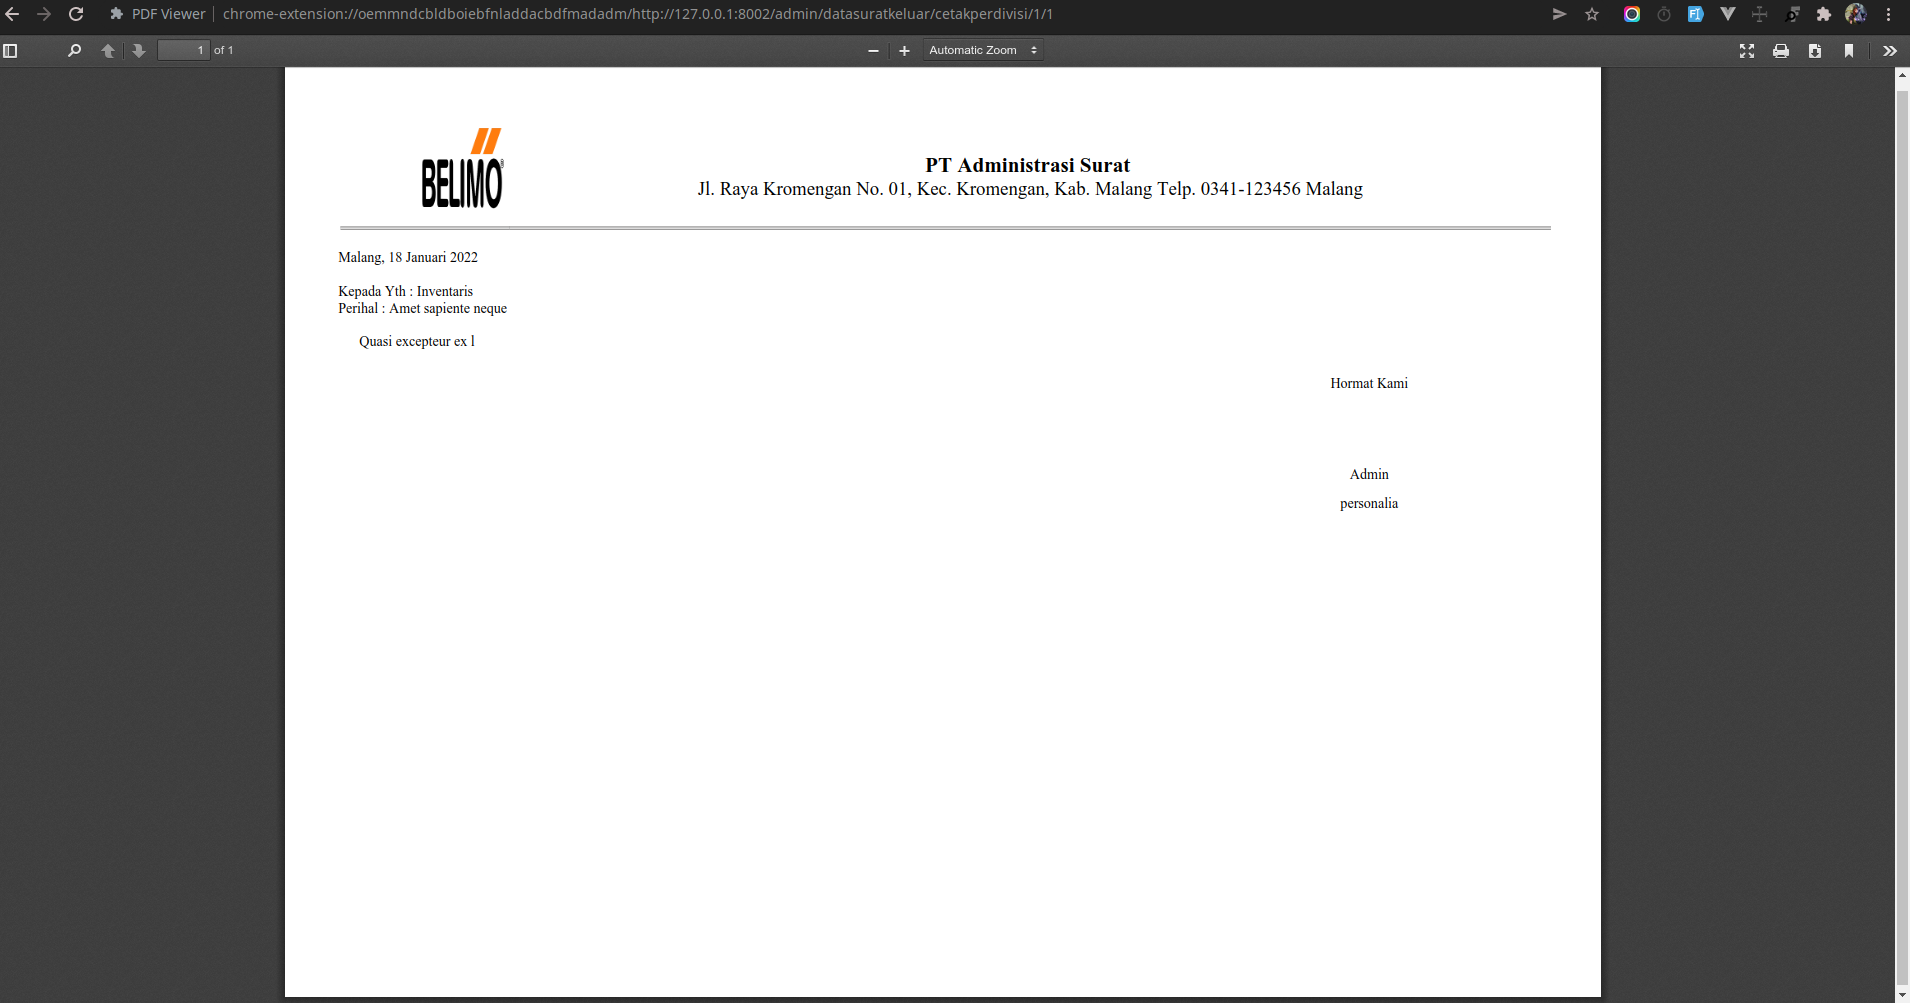 PDF Viewer
chrome-extension://oemmndcbldboiebfnladdacbdfmadadm/http://127.0.0.1:8002/admin/datasuratkeluar/cetakperdivisi/1/1
1 of 1
Automatic Zoom
BELIMO®
PT Administrasi Surat
Jl. Raya Kromengan No. 01, Kec. Kromengan, Kab. Malang Telp. 0341-123456 Malang
Malang, 18 Januari 2022
Kepada Yth : Inventaris
Perihal : Amet sapiente neque
Quasi excepteur ex l
Hormat Kami
Admin
personalia